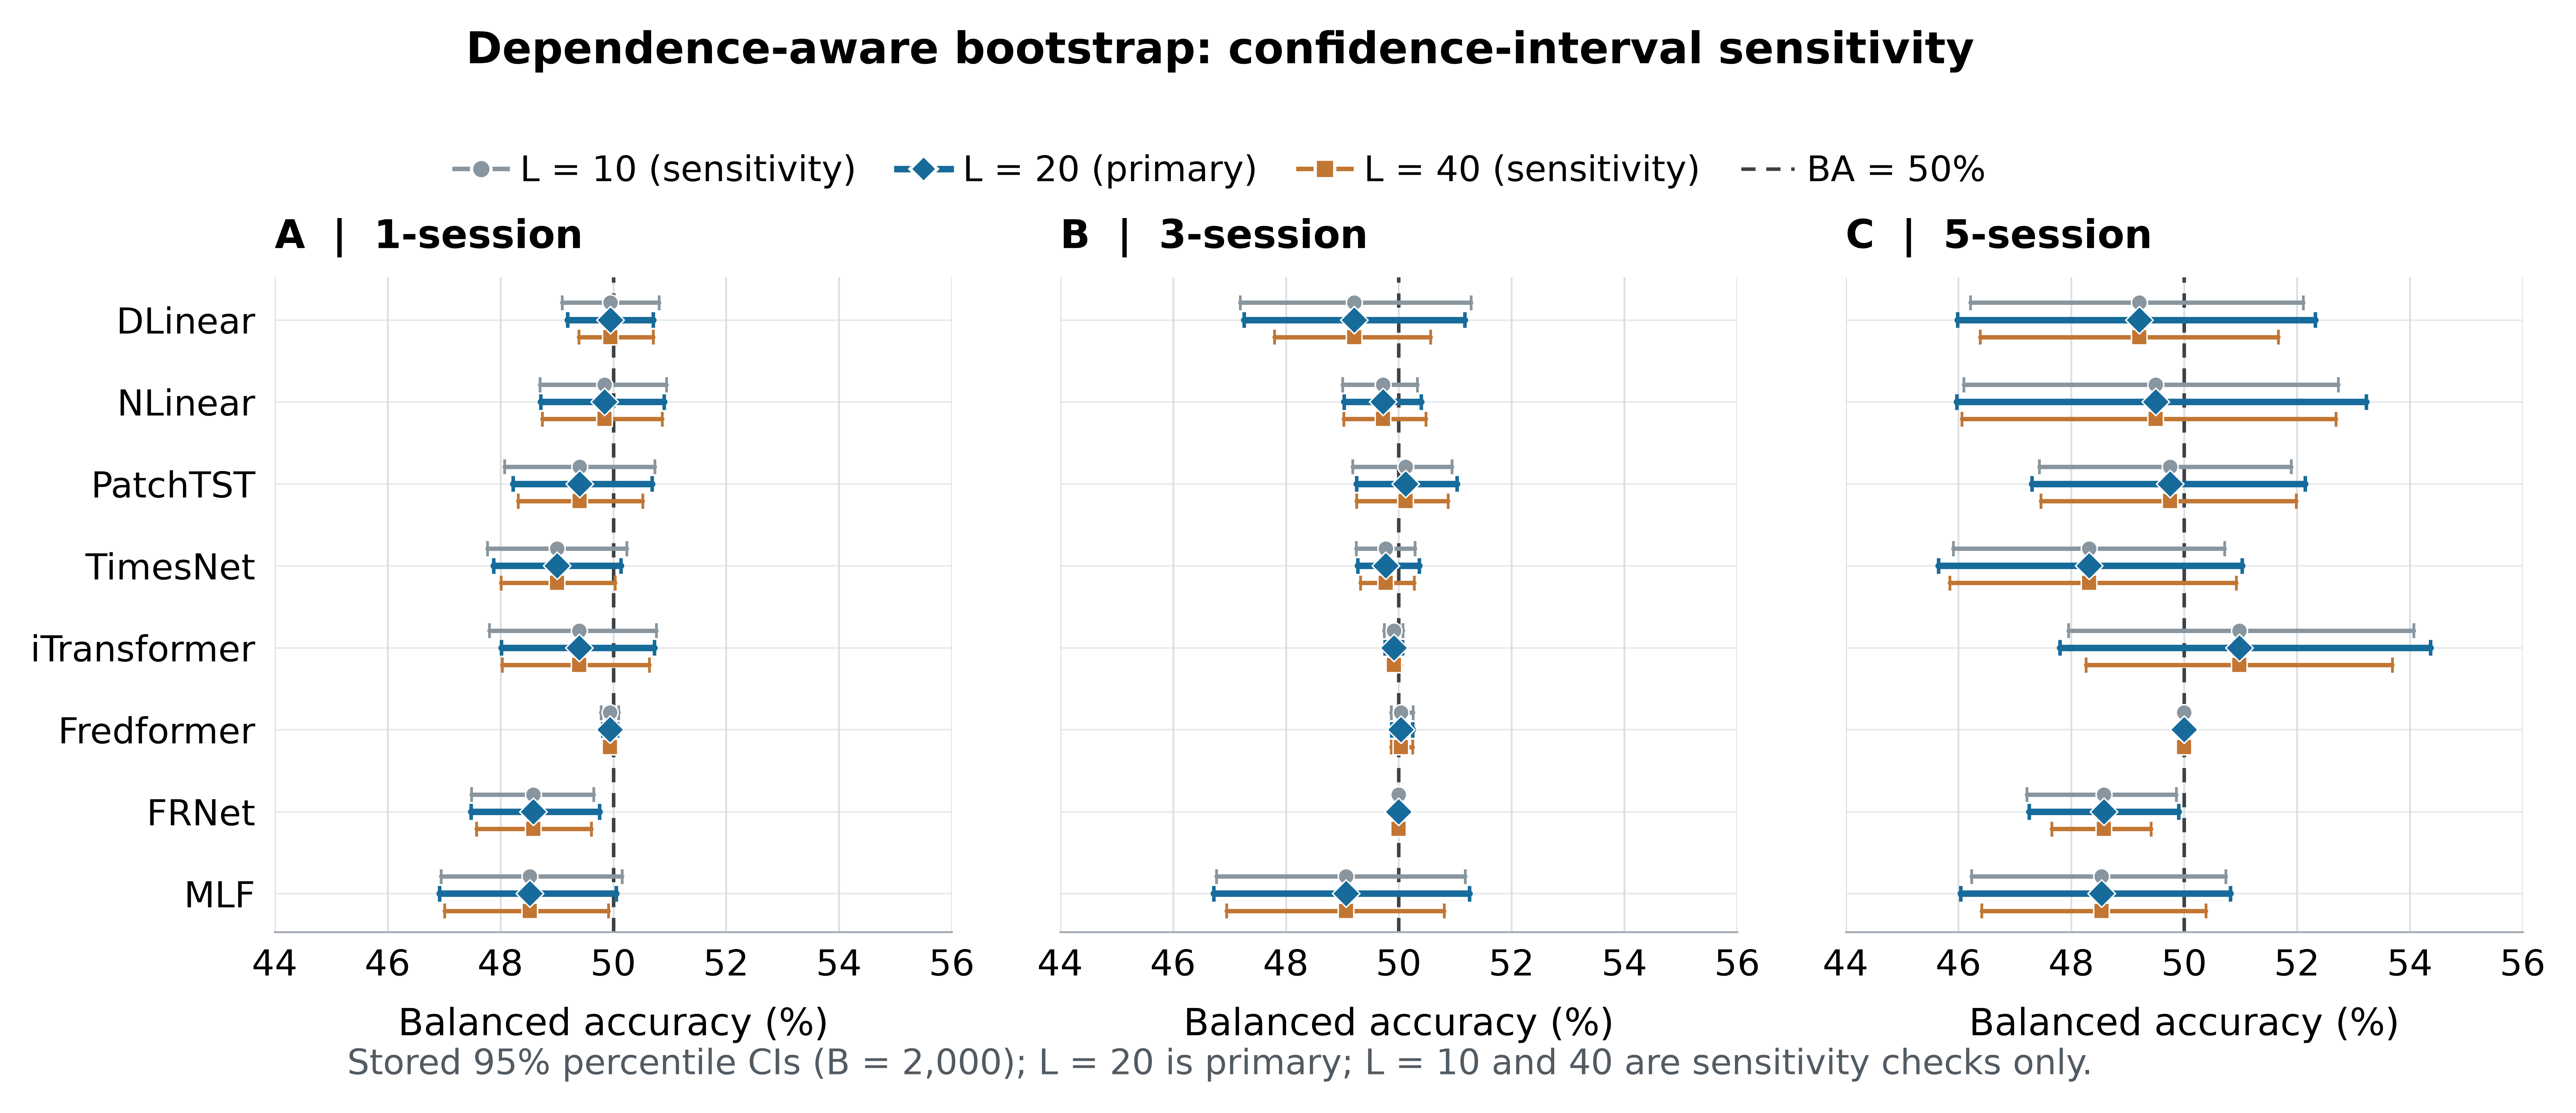 Dependence-aware bootstrap: confidence-interval sensitivity
L = 10 (sensitivity) L = 20 (primary) L = 40 (sensitivity) BA = 50%
A | 1-session B | 3-session C | 5-session
DLinear
NLinear
PatchTST
TimesNet
iTransformer
Fredformer
FRNet
MLF
44 46 48 50 52 54 56 44 46 48 50 52 54 56 44 46 48 50 52 54 56
Balanced accuracy (%) Balanced accuracy (%) Balanced accuracy (%)
Stored 95% percentile CIs (B = 2,000); L = 20 is primary; L = 10 and 40 are sensitivity checks only.